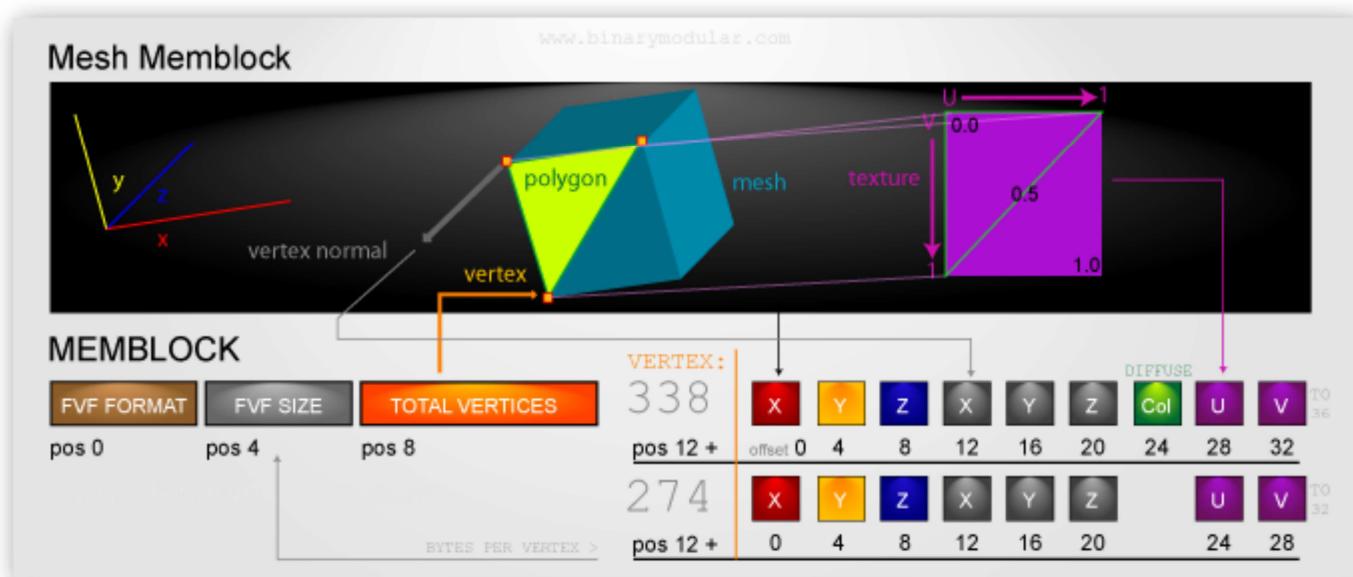 www.binarymodular.com
Mesh Memblock
U 1
V 0.0
polygon
y
mesh
texture
z
0.5
x
vertex normal
vertex
1 1.0
MEMBLOCK
VERTEX:
DIFFUSE
FVF FORMAT FVF SIZE TOTAL VERTICES
338 X Y Z X Y Z Col U V TO 36
pos 0 pos 4 pos 8
pos 12 + offset 0 4 8 12 16 20 24 28 32
274 X Y Z X Y Z U V TO 32
BYTES PER VERTEX > pos 12 + 0 4 8 12 16 20 24 28